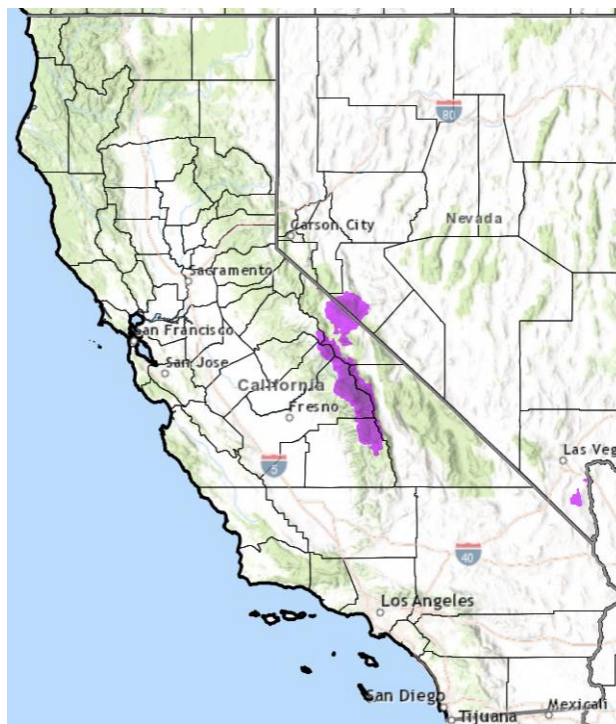 80
Nevada
Carson City
Sacramento
San Francisco
San Jose
California
Fresno
Las Veg
5
40
Los Angeles
San Diego
Tijuana
Mexicali